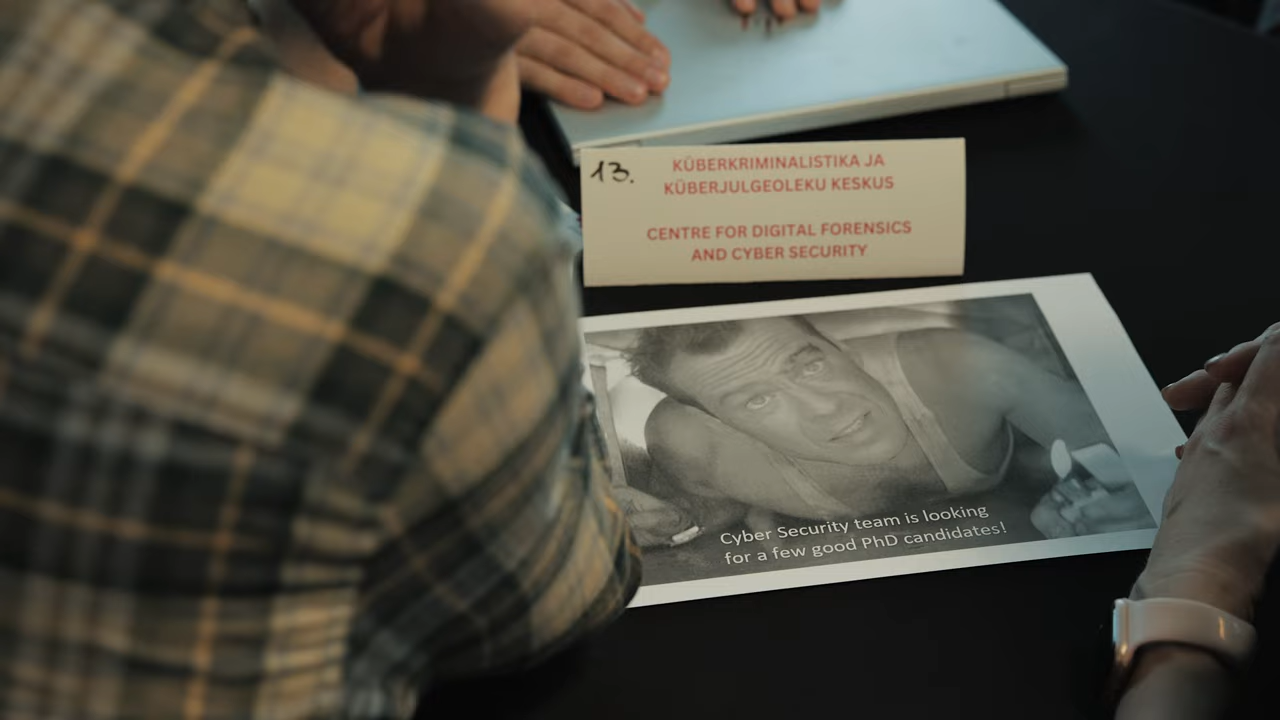 13.
KÜBERKRIMINALISTIKA JA
KÜBERJULGEOLEKU KESKUS
CENTRE FOR DIGITAL FORENSICS
AND CYBER SECURITY
Cyber Security team is looking
for a few good PhD candidates!